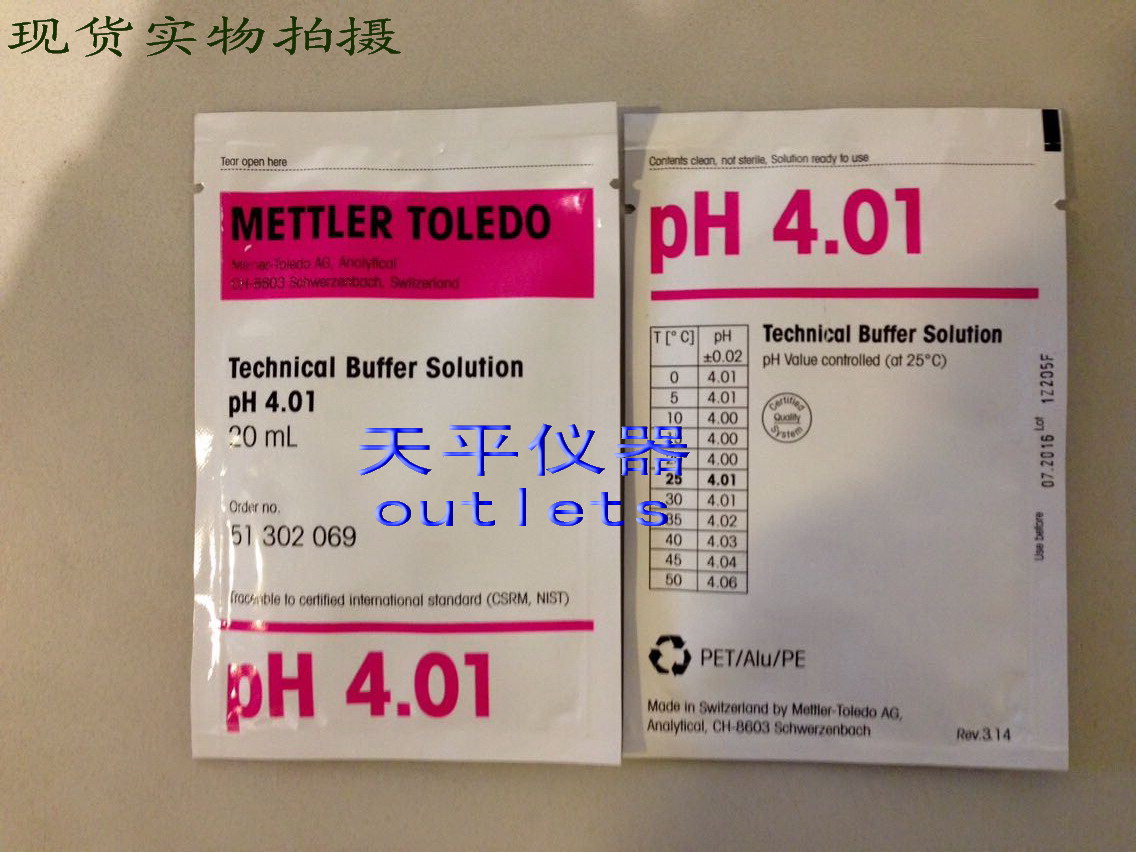 现货实物拍摄
Tear open here
METTLER TOLEDO
Mettler-Toledo AG, Analytical
CH-8603 Schwerzenbach, Switzerland
Technical Buffer Solution
pH 4.01
20 mL
Order no.
51 302 069
Traceable to certified international standard (CSRM, NIST)
pH 4.01
天平仪器
outlets
Contents clean, not sterile, Solution ready to use
pH 4.01
T [° C] pH
±0.02
0 4.01
5 4.01
10 4.00
4.00
4.00
25 4.01
30 4.01
35 4.02
40 4.03
45 4.04
50 4.06
Technical Buffer Solution
pH Value controlled (at 25°C)
Certified
Quality
System
Use before 07.2016 Lot 1Z205F
PET/Alu/PE
Made in Switzerland by Mettler-Toledo AG,
Analytical, CH-8603 Schwerzenbach
Rev.3.14